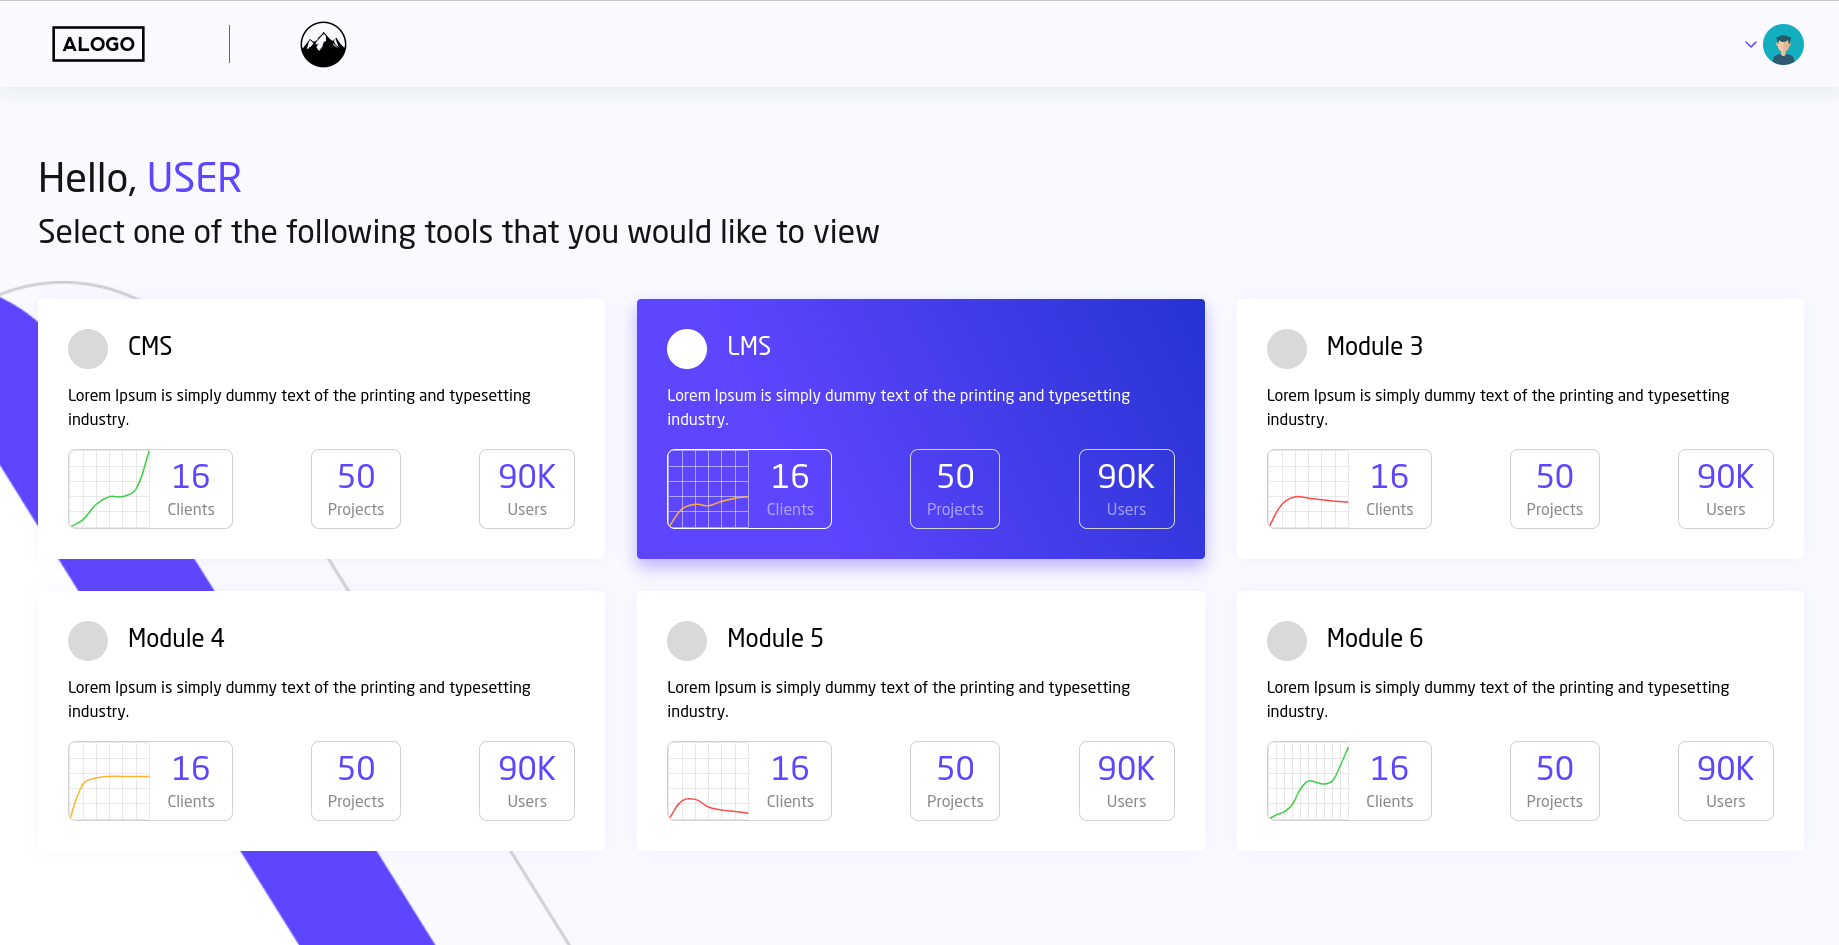 ALOGO
Hello, USER
Select one of the following tools that you would like to view
CMS
Lorem Ipsum is simply dummy text of the printing and typesetting
industry.
16
Clients
50
Projects
90K
Users
LMS
Lorem Ipsum is simply dummy text of the printing and typesetting
industry.
16
Clients
50
Projects
90K
Users
Module 3
Lorem Ipsum is simply dummy text of the printing and typesetting
industry.
16
Clients
50
Projects
90K
Users
Module 4
Lorem Ipsum is simply dummy text of the printing and typesetting
industry.
16
Clients
50
Projects
90K
Users
Module 5
Lorem Ipsum is simply dummy text of the printing and typesetting
industry.
16
Clients
50
Projects
90K
Users
Module 6
Lorem Ipsum is simply dummy text of the printing and typesetting
industry.
16
Clients
50
Projects
90K
Users